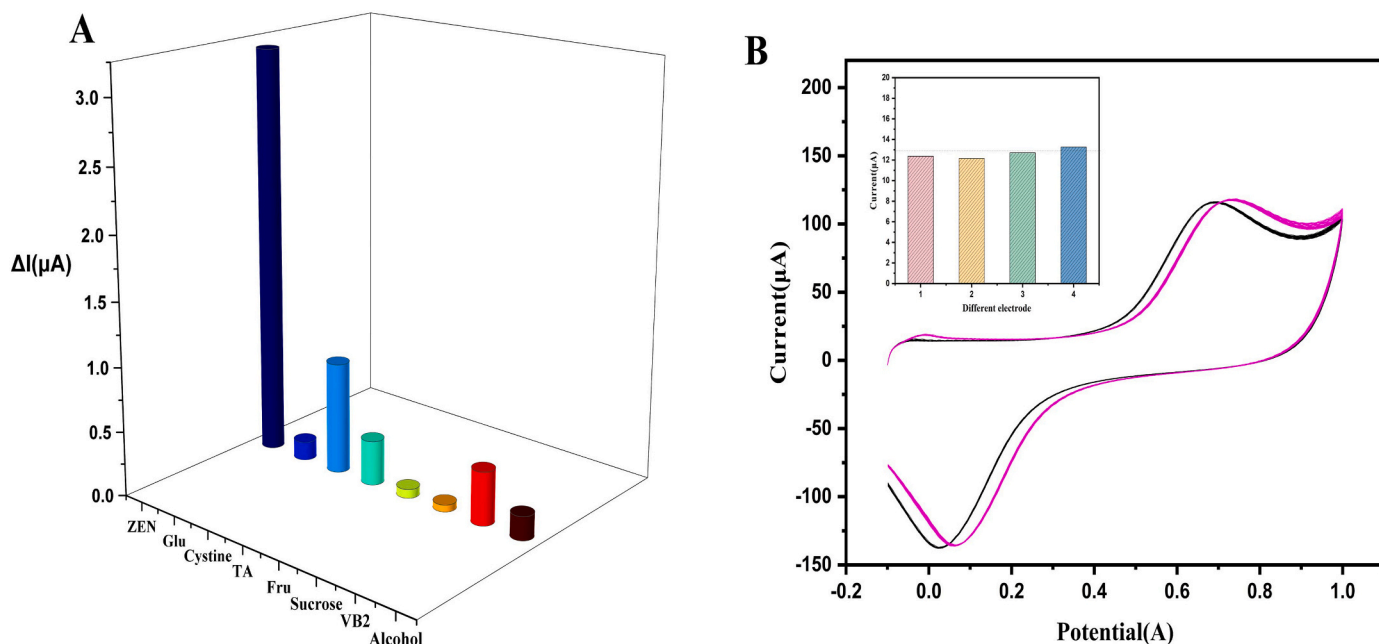 A
3.0
2.5
2.0
ΔI(μA)
1.5
1.0
0.5
0.0
ZEN
Glu
Cystine
TA
Fru
Sucrose
VB2
Alcohol
B
200
150
100
50
0
-50
-100
-150
Current(μA)
-0.2 0.0 0.2 0.4 0.6 0.8 1.0
Potential(A)
20
18
16
14
12
10
8
6
4
2
0
Current(μA)
1 2 3 4
Different electrode